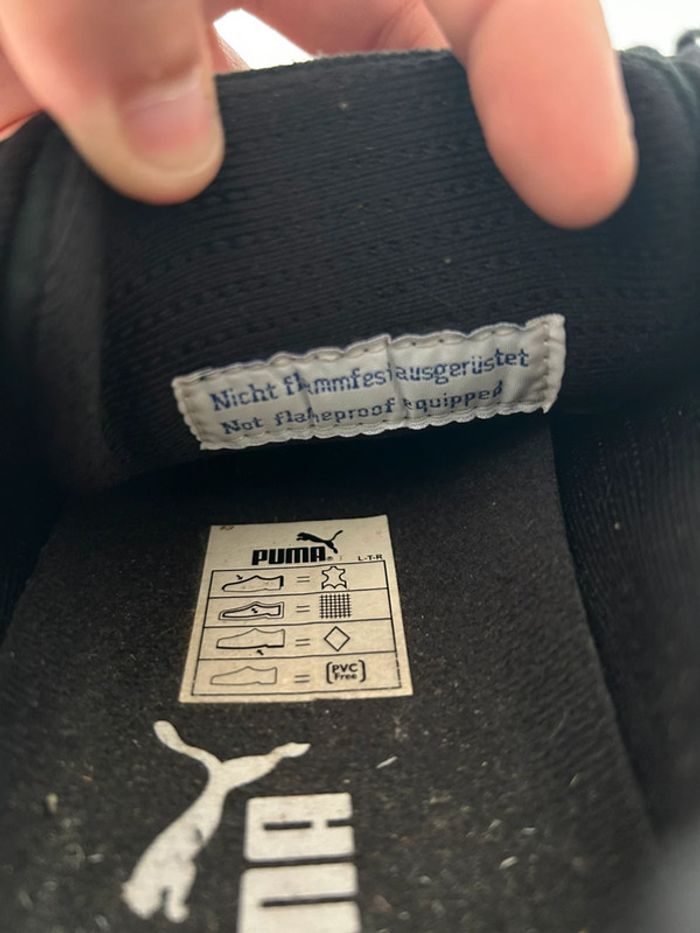 Nicht flammfest ausgerüstet
Not flameproof equipped
PUMA®
L-T-R
=
=
=
= [PVC Free]